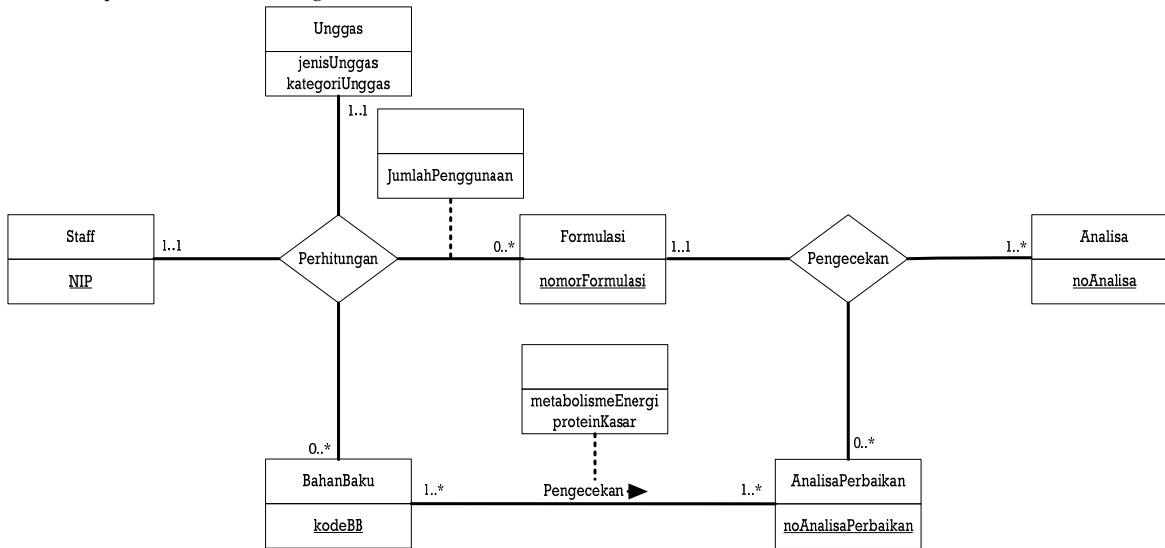 Unggas
jenisUnggas
kategoriUnggas
1..1
JumlahPenggunaan
Staff
NIP
1..1
Perhitungan
0..*
Formulasi
nomorFormulasi
1..1
Pengecekan
1..*
Analisa
noAnalisa
metabolismeEnergi
proteinKasar
0..*
0..*
BahanBaku
kodeBB
1..*
Pengecekan
1..*
AnalisaPerbaikan
noAnalisaPerbaikan